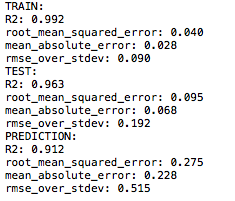 TRAIN:
R2: 0.992
root_mean_squared_error: 0.040
mean_absolute_error: 0.028
rmse_over_stdev: 0.090
TEST:
R2: 0.963
root_mean_squared_error: 0.095
mean_absolute_error: 0.068
rmse_over_stdev: 0.192
PREDICTION:
R2: 0.912
root_mean_squared_error: 0.275
mean_absolute_error: 0.228
rmse_over_stdev: 0.515